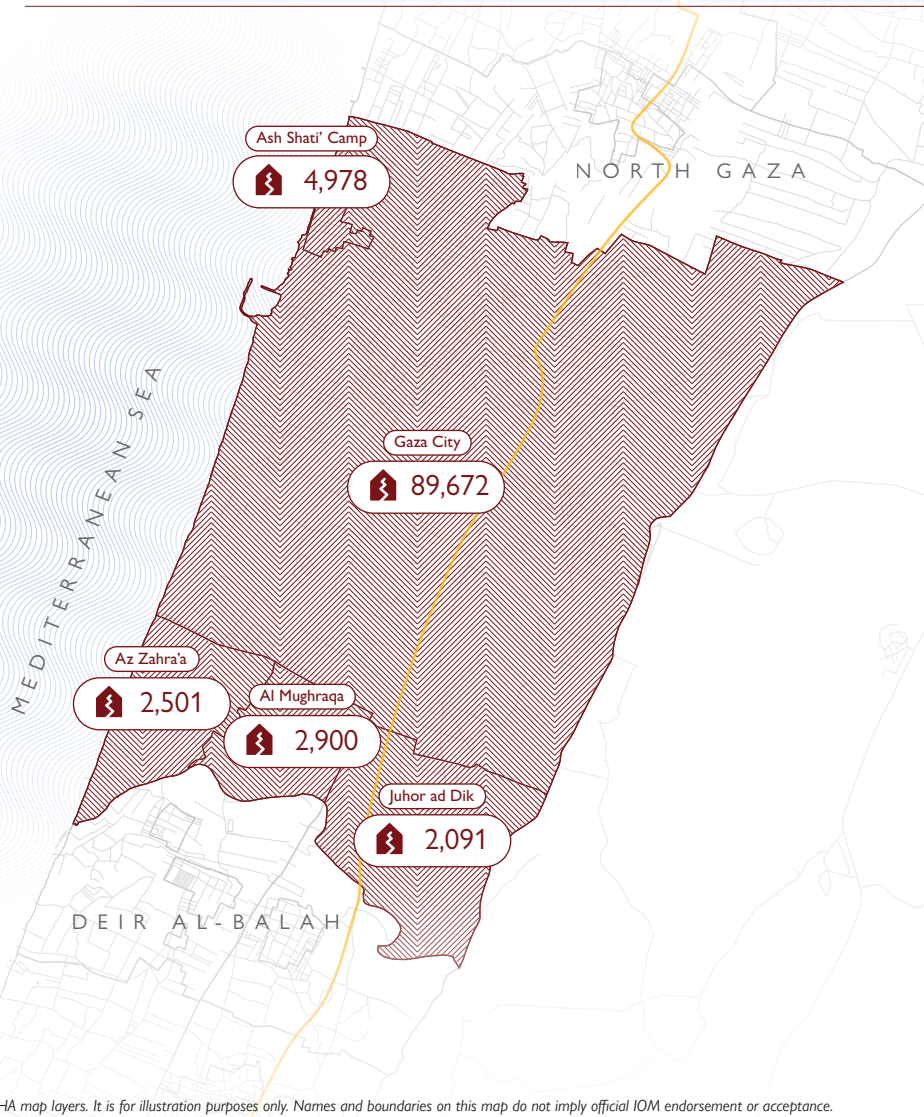 Ash Shati' Camp
4,978
NORTH GAZA
Gaza City
89,672
MEDITERRANEAN SEA
Az Zahra'a
2,501
Al Mughraqa
2,900
Juhor ad Dik
2,091
DEIR AL-BALAH
map layers. It is for illustration purposes only. Names and boundaries on this map do not imply official IOM endorsement or acceptance.